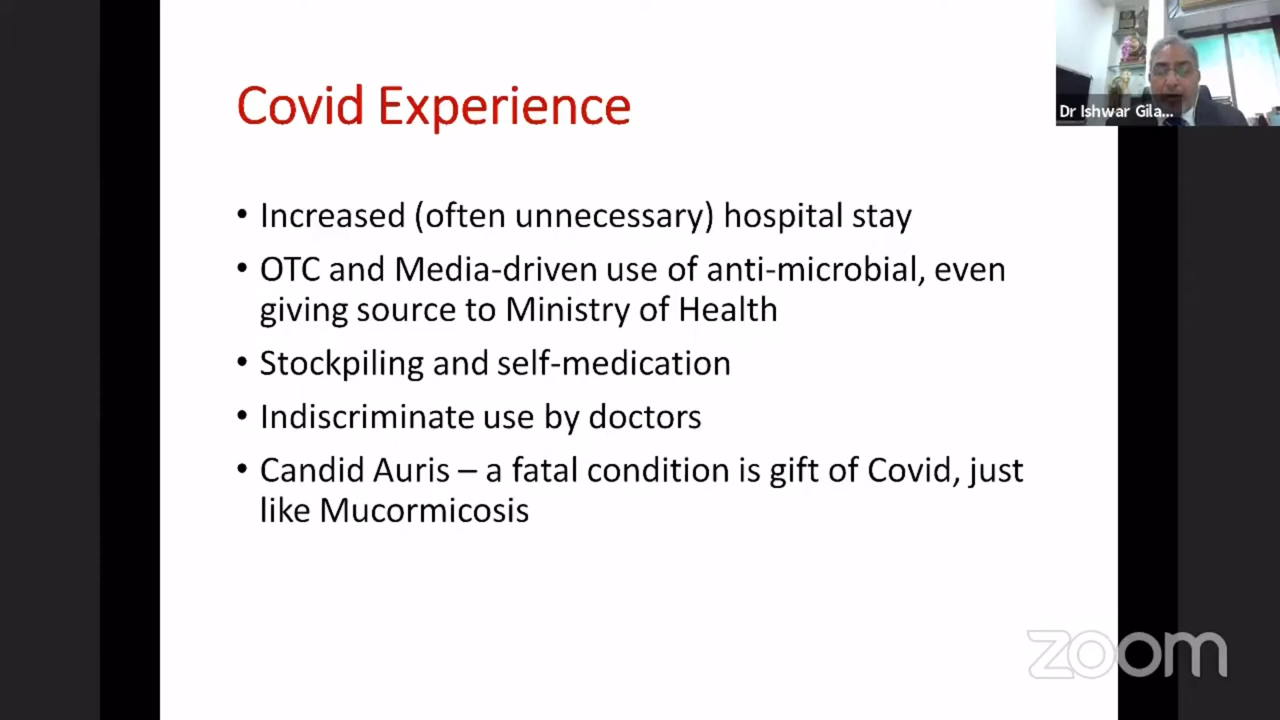 Covid Experience
Dr Ishwar Gila...
• Increased (often unnecessary) hospital stay
• OTC and Media-driven use of anti-microbial, even
giving source to Ministry of Health
• Stockpiling and self-medication
• Indiscriminate use by doctors
• Candid Auris – a fatal condition is gift of Covid, just
like Mucormicosis
zoom